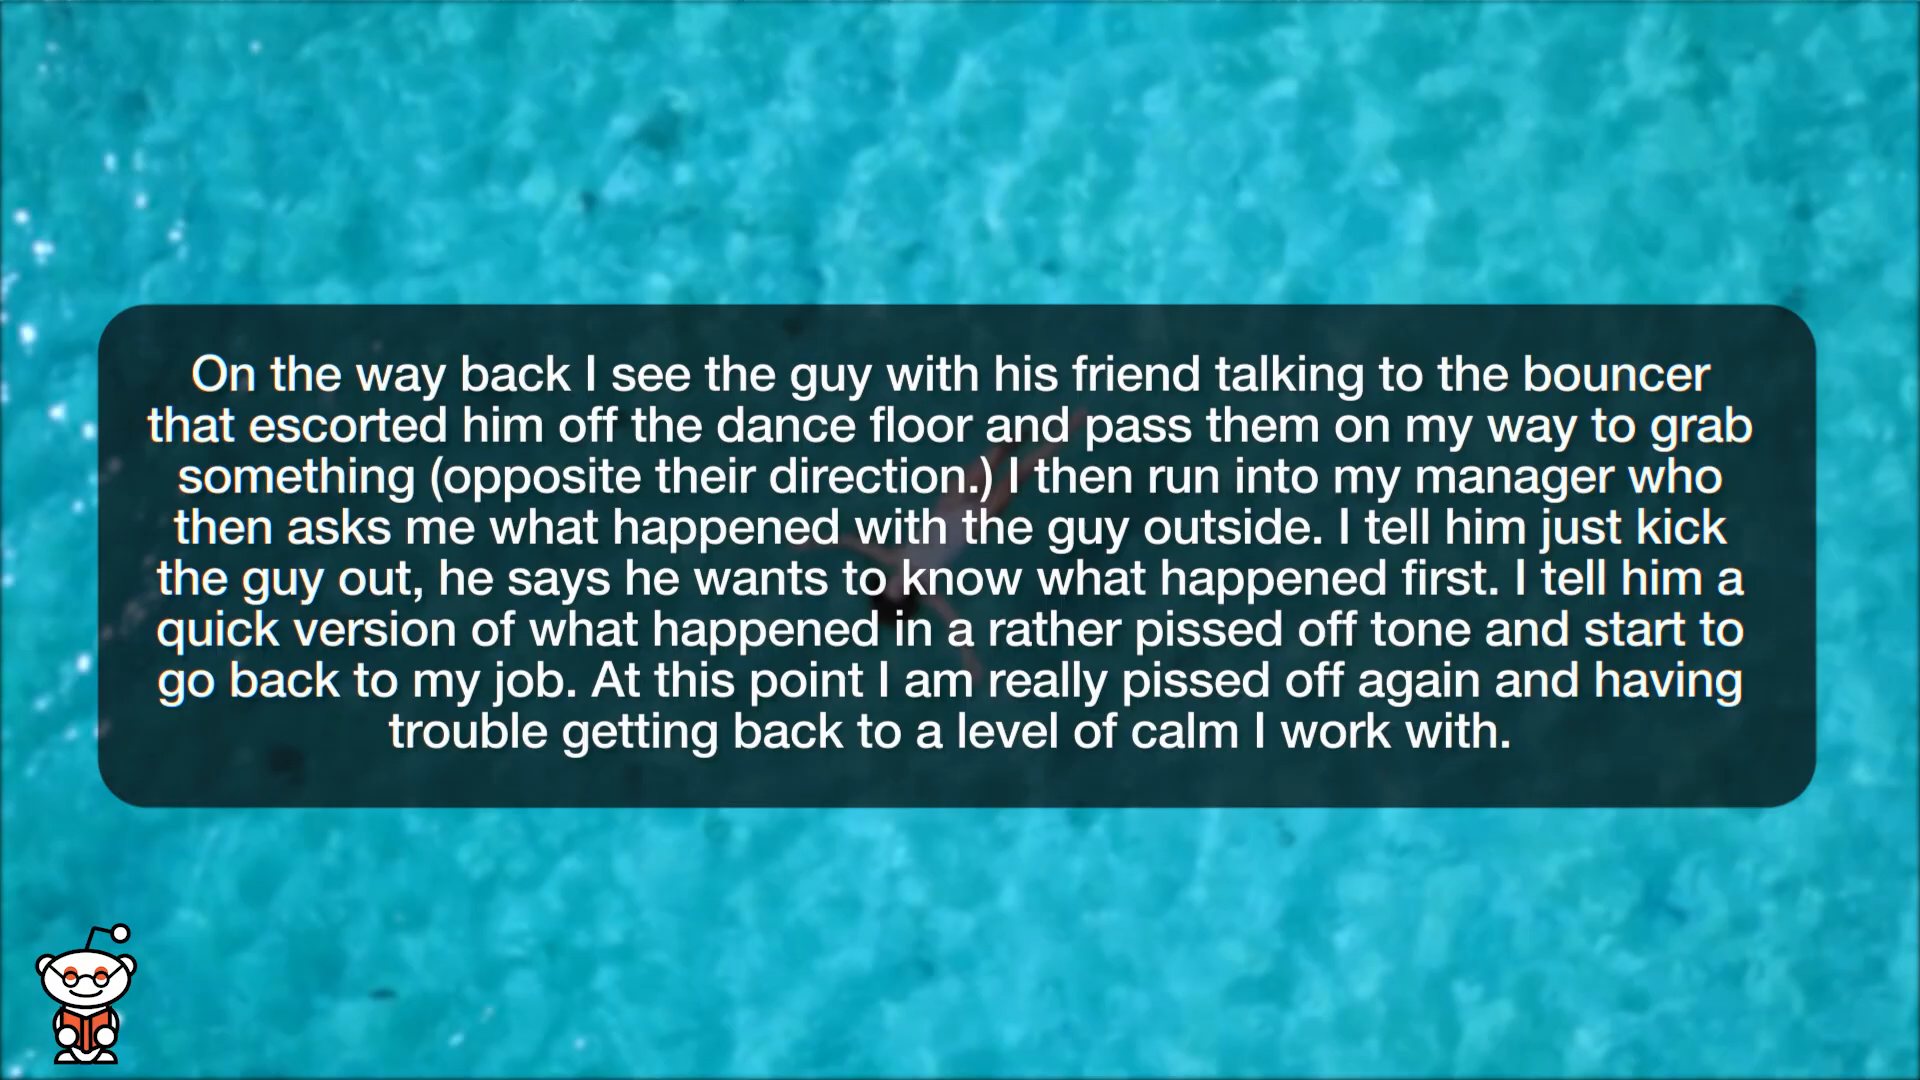 On the way back I see the guy with his friend talking to the bouncer
that escorted him off the dance floor and pass them on my way to grab
something (opposite their direction.) I then run into my manager who
then asks me what happened with the guy outside. I tell him just kick
the guy out, he says he wants to know what happened first. I tell him a
quick version of what happened in a rather pissed off tone and start to
go back to my job. At this point I am really pissed off again and having
trouble getting back to a level of calm I work with.